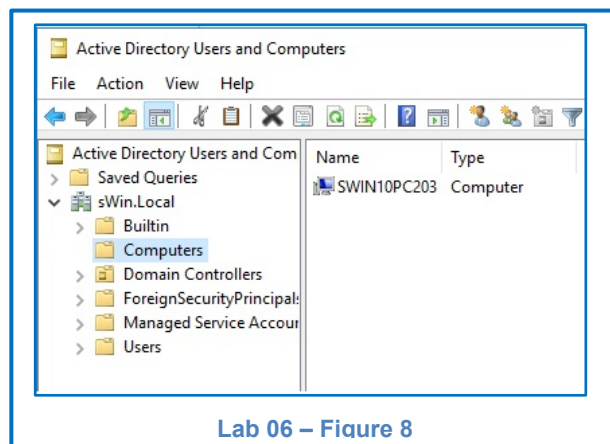 Active Directory Users and Computers
File Action View Help
Active Directory Users and Com
Saved Queries
sWin.Local
Builtin
Computers
Domain Controllers
ForeignSecurityPrincipals
Managed Service Accour
Users
Name Type
SWIN10PC203 Computer
Lab 06 – Figure 8